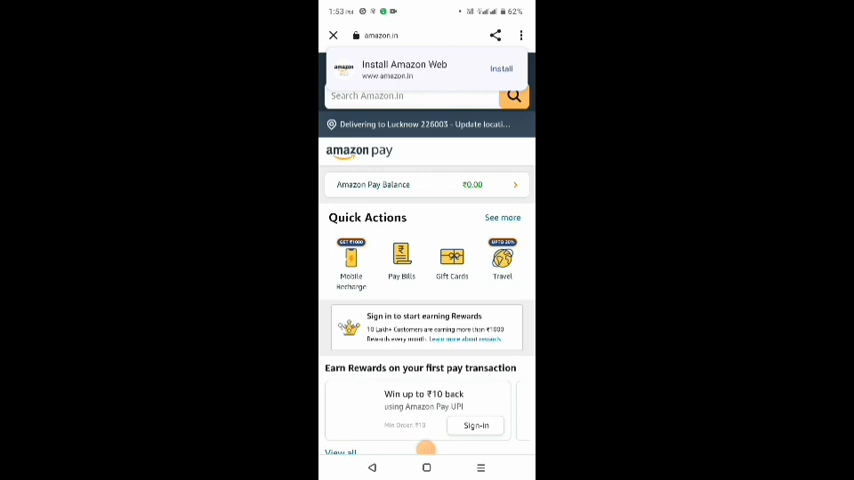 1:53 PM
62%
amazon.in
Install Amazon Web
www.amazon.in
Install
amazon
Search Amazon.in
Delivering to Lucknow 226003 - Update locati...
amazon pay
Amazon Pay Balance ₹0.00
Quick Actions See more
GET ₹1000
UPTO 20%
Mobile Recharge
Pay Bills
Gift Cards
Travel
Sign in to start earning Rewards
10 Lakh+ Customers are earning more than ₹1000
Rewards every month. Learn more about rewards
Earn Rewards on your first pay transaction
Win up to ₹10 back
using Amazon Pay UPI
Min Order: ₹10
Sign-in
View all